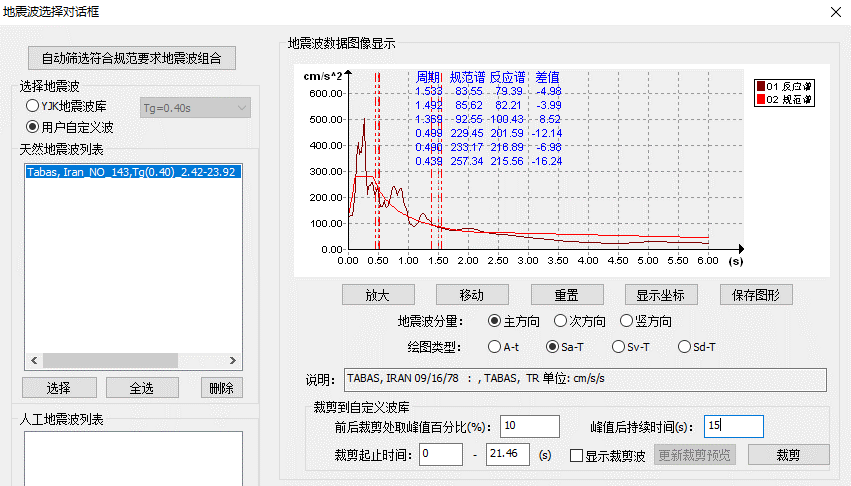 地震波选择对话框
自动筛选符合规范要求地震波组合
选择地震波
YJK地震波库
Tg=0.40s
用户自定义波
天然地震波列表
Tabas, Iran_NO_143,Tg(0.40)_2.42-23.92
选择
全选
删除
人工地震波列表
地震波数据图像显示
cm/s^2
周期 规范谱 反应谱 差值
1.533 83.55 79.39 -4.98
1.492 85.62 82.21 -3.99
1.359 92.55 100.43 8.52
229.45 201.59 -12.14
233.17 216.89 -6.98
0.439 257.34 215.56 -16.24
01 反应谱
02 规范谱
600.00
500.00
400.00
300.00
200.00
100.00
0.00
0.00 0.50 1.00 1.50 2.00 2.50 3.00 3.50 4.00 4.50 5.00 5.50 6.00 (s)
放大
移动
重置
显示坐标
保存图形
地震波分量:
主方向
次方向
竖方向
绘图类型:
A-t
Sa-T
Sv-T
Sd-T
说明:
TABAS, IRAN 09/16/78 : , TABAS, TR 单位: cm/s/s
裁剪到自定义波库
前后裁剪处取峰值百分比(%):
10
峰值后持续时间(s):
15
裁剪起止时间:
0
-
21.46
(s)
显示裁剪波
更新裁剪预览
裁剪